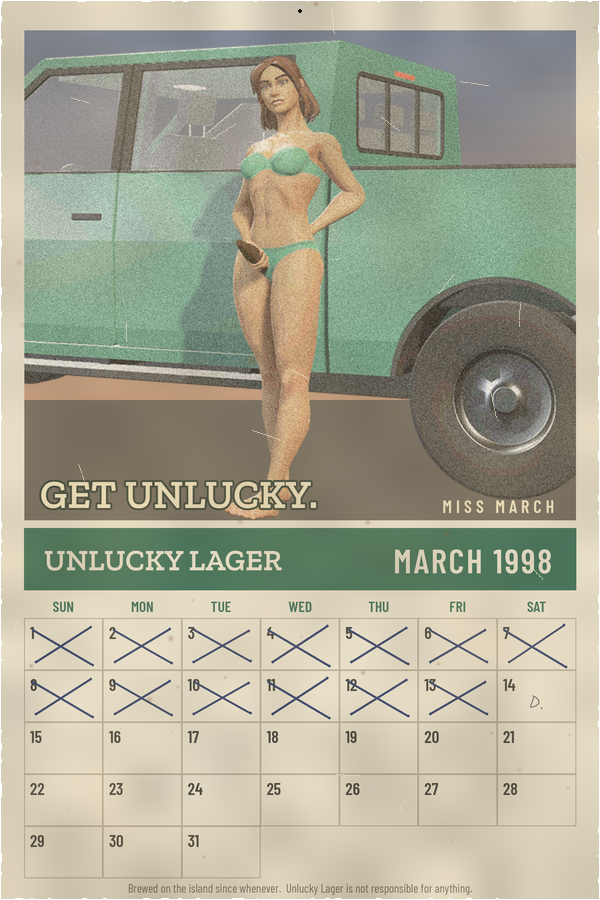 GET UNLUCKY.
MISS MARCH
UNLUCKY LAGER MARCH 1998
SUN MON TUE WED THU FRI SAT
1 2 3 4 5 6 7
8 9 10 11 12 13 14
D.
15 16 17 18 19 20 21
22 23 24 25 26 27 28
29 30 31
Brewed on the island since whenever. Unlucky Lager is not responsible for anything.